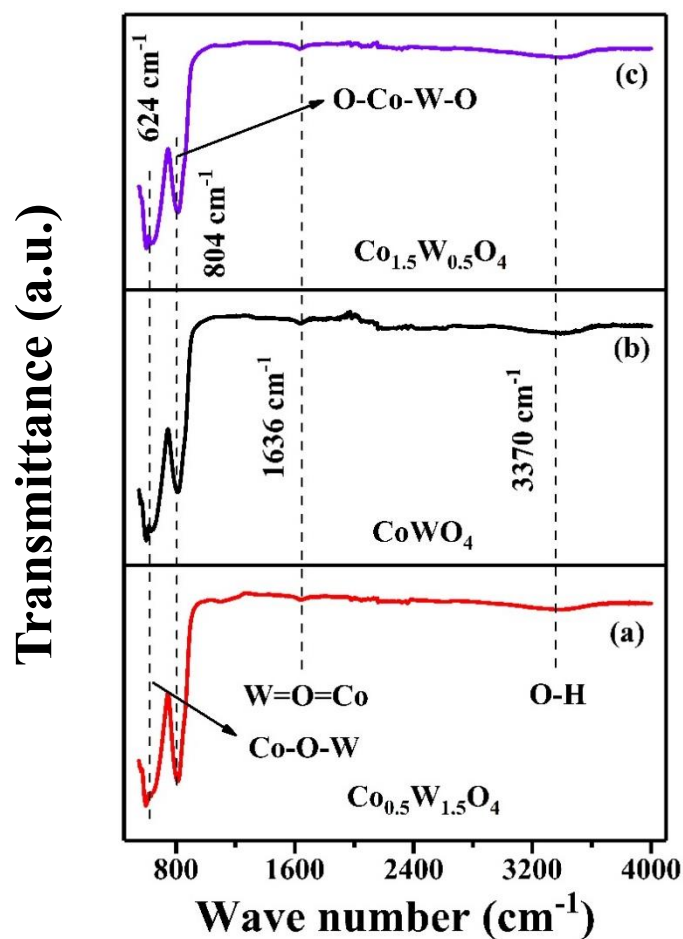 Transmittance (a.u.)
624 cm⁻¹
(c)
O-Co-W-O
804 cm⁻¹
Co₁.₅W₀.₅O₄
(b)
1636 cm⁻¹
3370 cm⁻¹
CoWO₄
(a)
W=O=Co
O-H
Co-O-W
Co₀.₅W₁.₅O₄
800 1600 2400 3200 4000
Wave number (cm⁻¹)